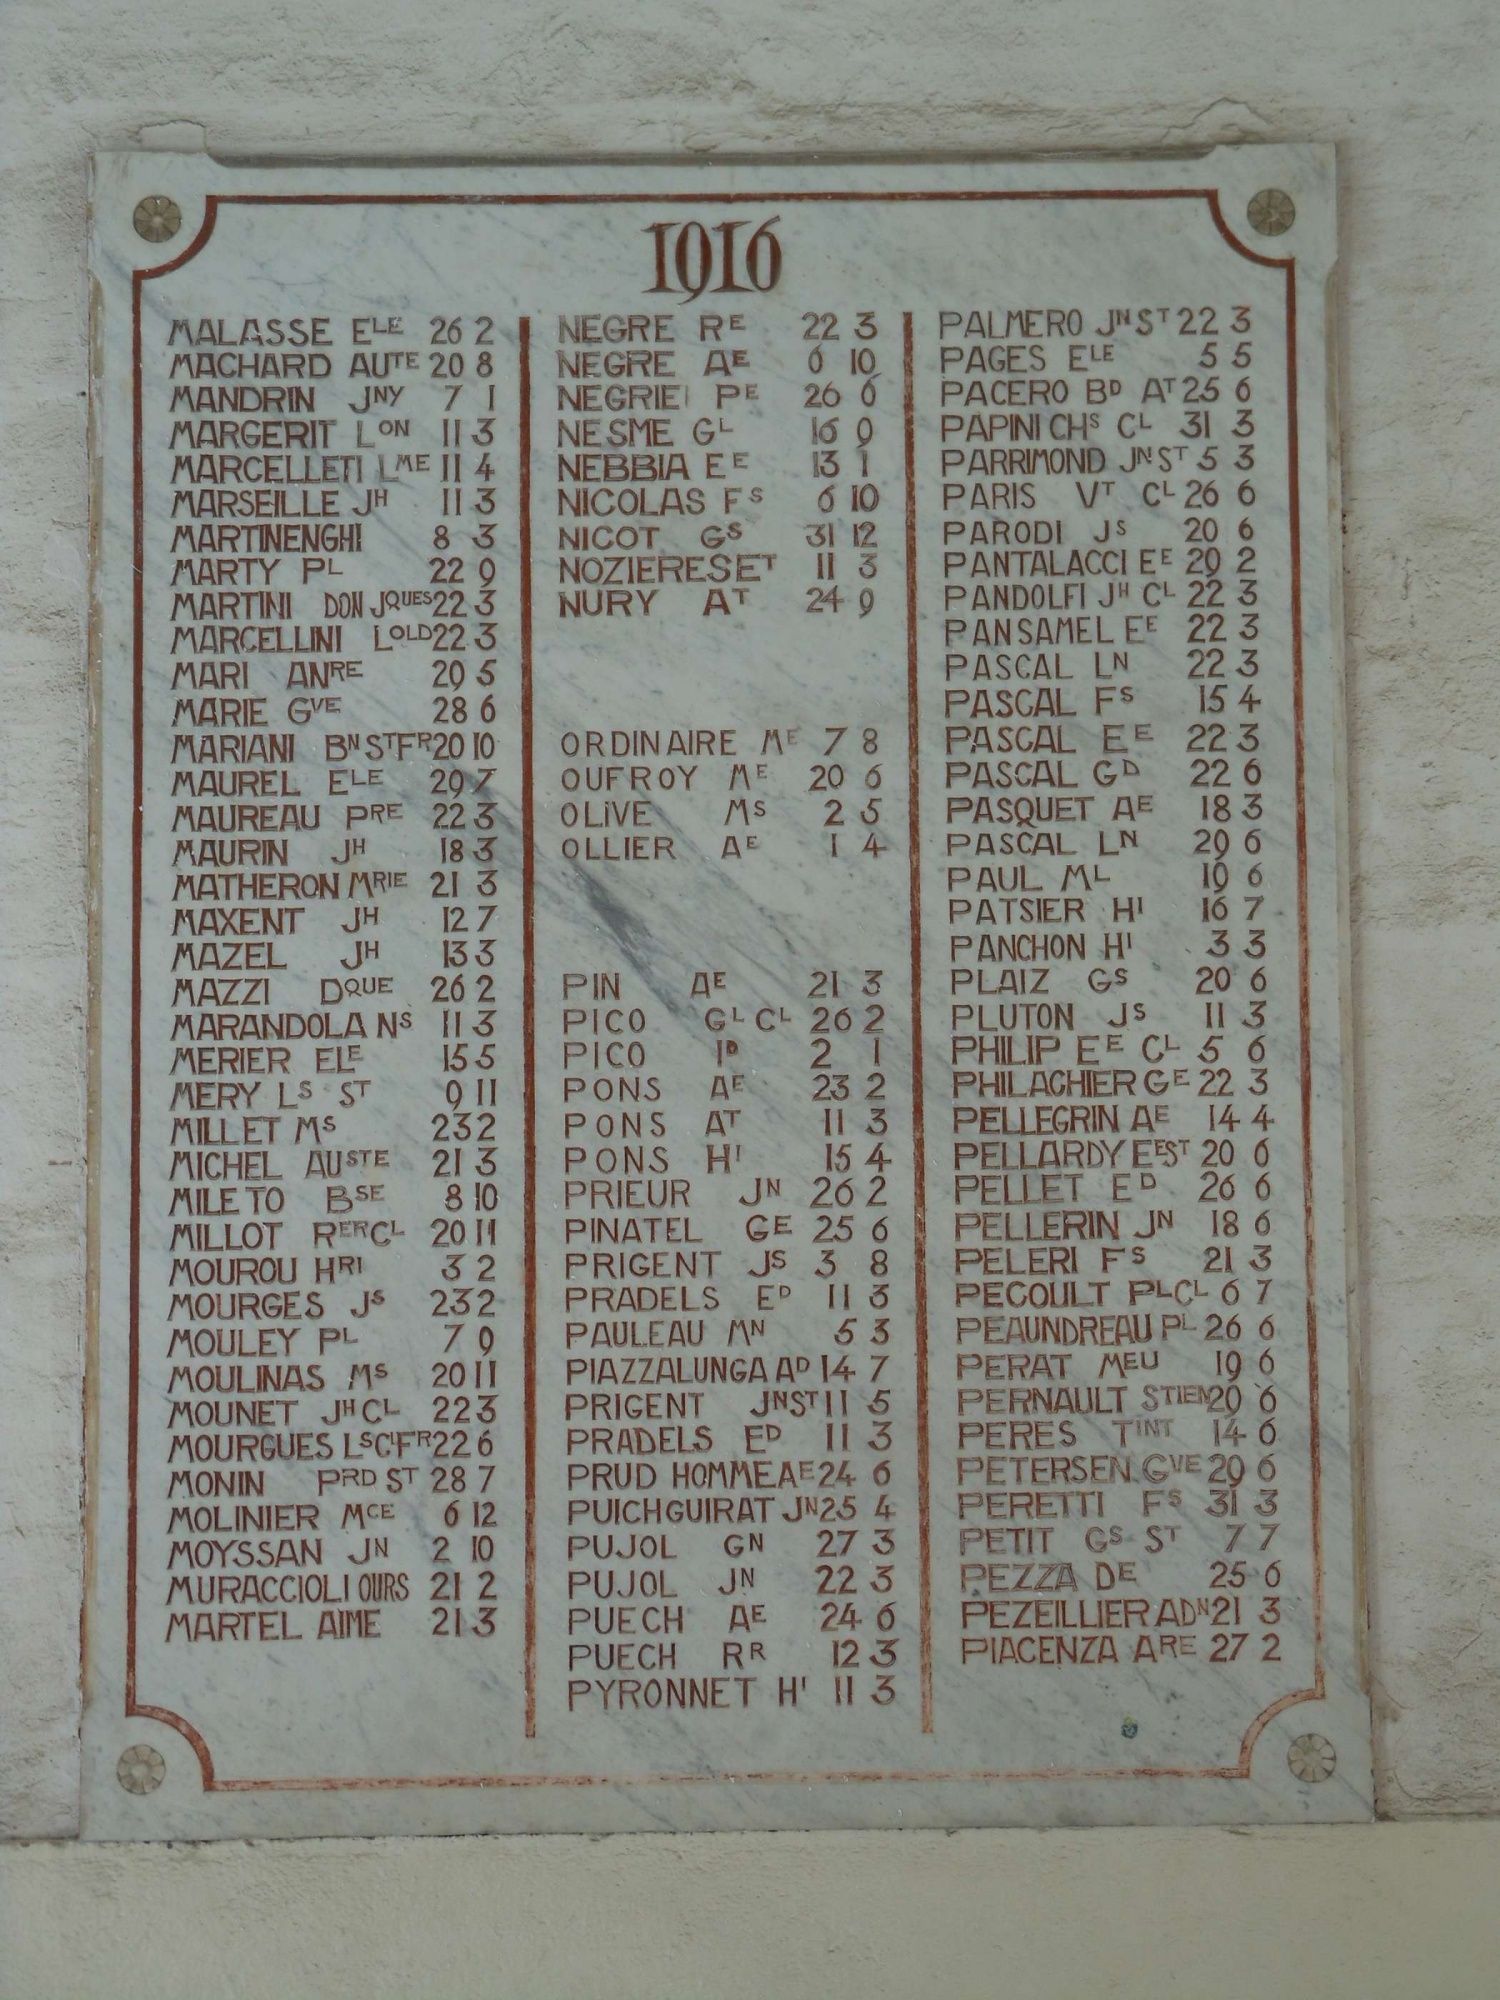 1916
MALASSE ELE 26 2
MACHARD AUTE 20 8
MANDRIN JNY 7 1
MARGERIT LON 11 3
MARCELLETI LME 11 4
MARSEILLE JH 11 3
MARTINENGHI 8 3
MARTY PL 22 9
MARTINI DON JQUES 22 3
MARCELLINI LOLD 22 3
MARI ANRE 29 5
MARIE GVE 28 6
MARIANI BN ST FR 20 10
MAUREL ELE 29 7
MAUREAU PRE 22 3
MAURIN JH 18 3
MATHERON MRIE 21 3
MAXENT JH 12 7
MAZEL JH 13 3
MAZZI DQUE 26 2
MARANDOLA NS 11 3
MERIER ELE 15 5
MERY LS ST 9 11
MILLET MS 23 2
MICHEL AUSTE 21 3
MILETO BSE 8 10
MILLOT RER CL 20 11
MOUROU HRI 3 2
MOURGES JS 23 2
MOULEY PL 7 9
MOULINAS MS 20 11
MOUNET JH CL 22 3
MOURGUES LS CL FR 22 6
MONIN PRD ST 28 7
MOLINIER MCE 6 12
MOYSSAN JN 2 10
MURACCIOLI OURS 21 2
MARTEL AIME 21 3
NEGRE RE 22 3
NEGRE AE 6 10
NEGRIEL PE 26 6
NESME GL 16 9
NEBBIA EE 13 1
NICOLAS FS 6 10
NICOT GS 31 12
NOZIERES ET 11 3
NURY AT 24 9
ORDINAIRE ME 7 8
OUFROY ME 20 6
OLIVE MS 2 5
OLLIER AE 1 4
PIN AE 21 3
PICO GL CL 26 2
PICO ID 2 1
PONS AE 23 2
PONS AT 11 3
PONS HI 15 4
PRIEUR JN 26 2
PINATEL GE 25 6
PRIGENT JS 3 8
PRADELS ED 11 3
PAULEAU MN 5 3
PIAZZALUNGA AD 14 7
PRIGENT JN ST 11 5
PRADELS ED 11 3
PRUD HOMME AE 24 6
PUICHGUIRAT JN 25 4
PUJOL GN 27 3
PUJOL JN 22 3
PUECH AE 24 6
PUECH RR 12 3
PYRONNET HI 11 3
PALMERO JN ST 22 3
PAGES ELE 5 5
PACERO BD AT 25 6
PAPINI CHS CL 31 3
PARRIMOND JN ST 5 3
PARIS VT CL 26 6
PARODI JS 20 6
PANTALACCI EE 29 2
PANDOLFI JH CL 22 3
PANSAMEL EE 22 3
PASCAL LN 22 3
PASCAL FS 15 4
PASCAL EE 22 3
PASCAL GD 22 6
PASQUET AE 18 3
PASCAL LN 29 6
PAUL ML 19 6
PATSIER HI 16 7
PANCHON HI 3 3
PLAIZ GS 20 6
PLUTON JS 11 3
PHILIP EE CL 5 6
PHILACHIER GE 22 3
PELLEGRIN AE 14 4
PELLARDY EE ST 20 6
PELLET ED 26 6
PELLERIN JN 18 6
PELERI FS 21 3
PECOULT PL CL 6 7
PEAUNDREAU PL 26 6
PERAT MEU 19 6
PERNAULT STIEN 29 6
PERES TINT 14 6
PETERSEN GVE 29 6
PERETTI FS 31 3
PETIT GS ST 7 7
PEZZA DE 25 6
PEZEILLIER ADN 21 3
PIACENZA ARE 27 2